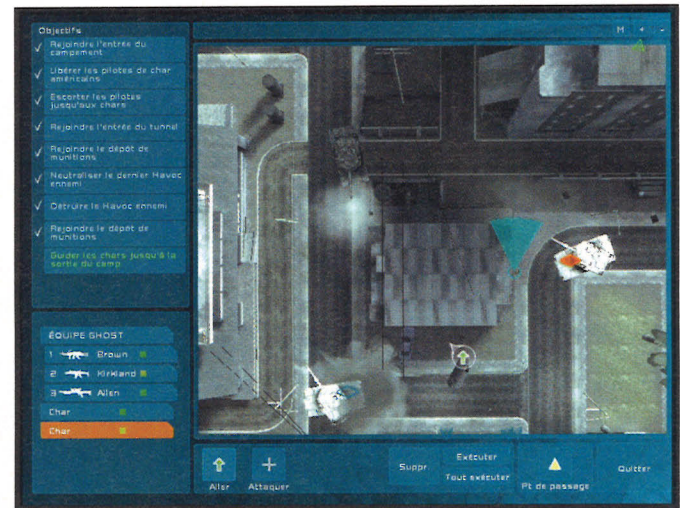 Objectifs
M + -
Rejoindre l'entrée du
campement
Libérer les pilotes de char
américains
Escorter les pilotes
jusqu'aux chars
Rejoindre l'entrée du tunnel
Rejoindre le dépôt de
munitions
Neutraliser le dernier Havoc
ennemi
Détruire le Havoc ennemi
Rejoindre le dépôt de
munitions
Guider les chars jusqu'à la
sortie du camp
ÉQUIPE GHOST
1 Brown
2 Kirkland
3 Allen
Char
Char
Aller
Attaquer
Suppr
Exécuter
Tout exécuter
Pt de passage
Quitter